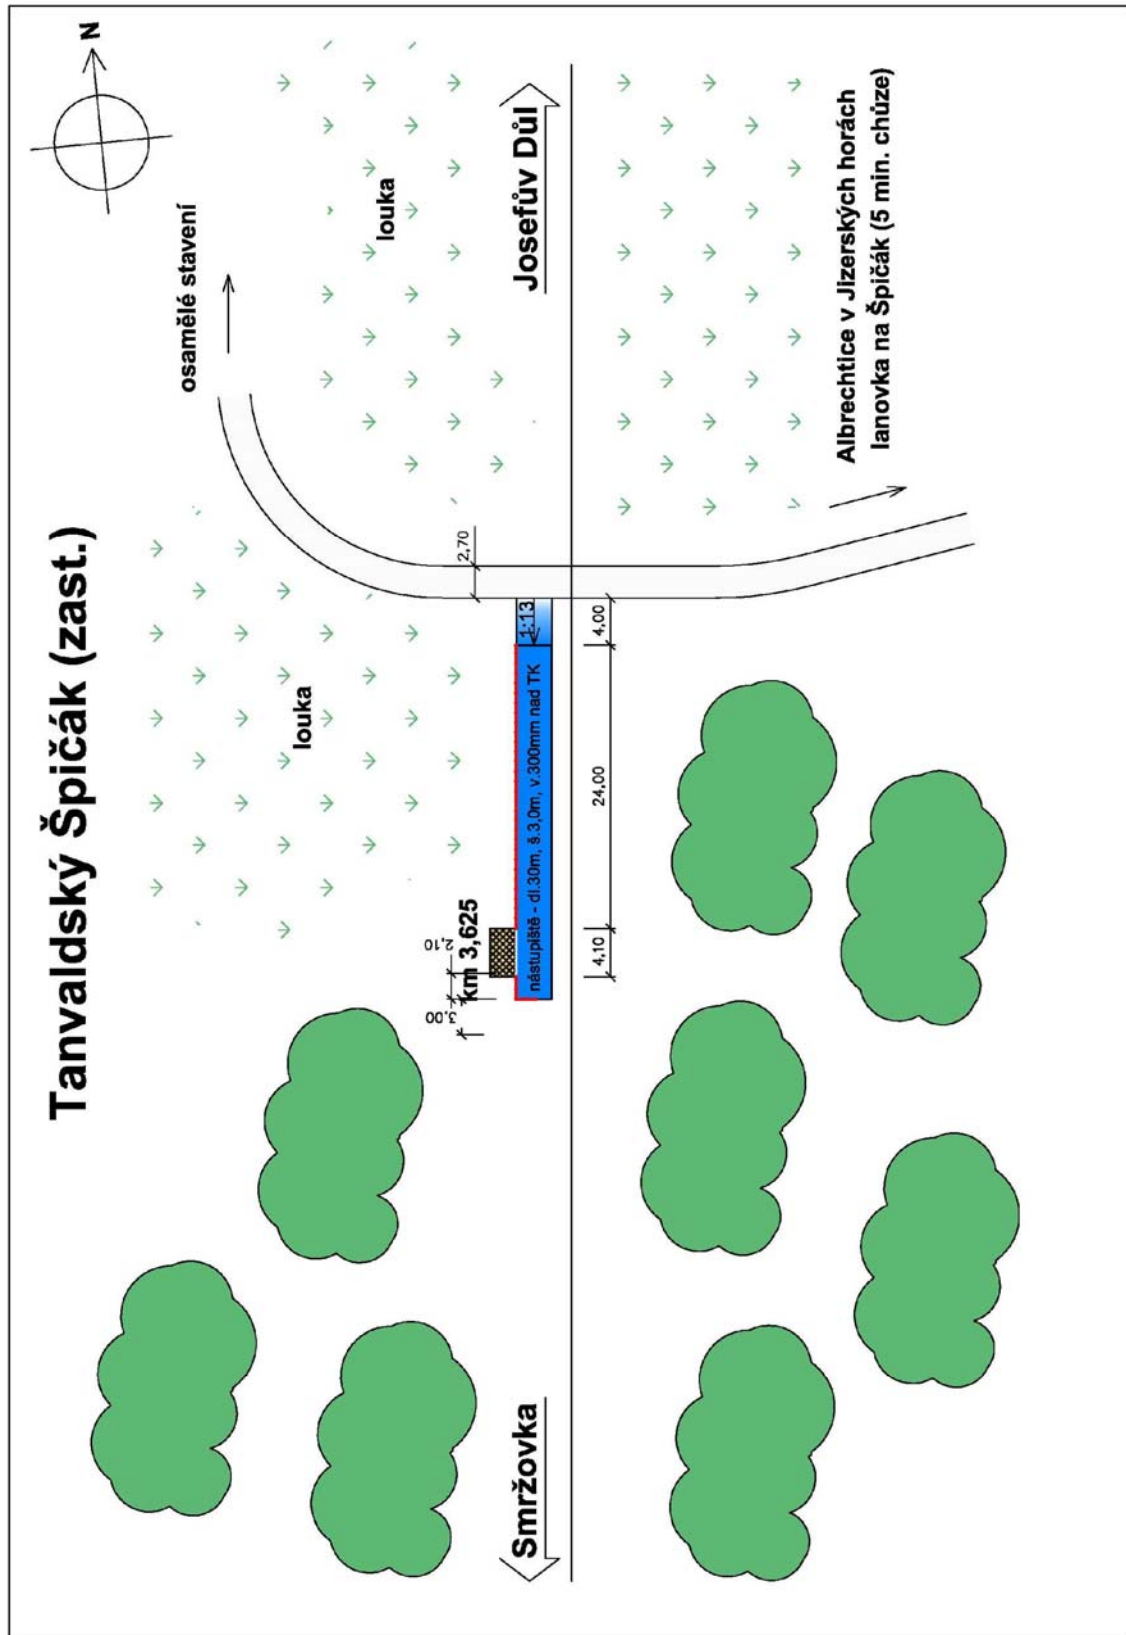 Tanvaldský Špičák (zast.)
N
osamělé stavení
louka
louka
km 3,625
2,10
3,00
2,70
1:13
nástupiště - dl.30m, š.3,0m, v.300mm nad TK
4,10
24,00
4,00
Smržovka
Josefův Důl
Albrechtice v Jizerských horách
lanovka na Špičák (5 min. chůze)